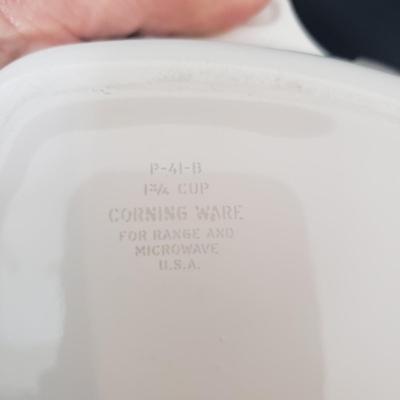 P-41-B
1¾ CUP
CORNING WARE
FOR RANGE AND
MICROWAVE
U.S.A.